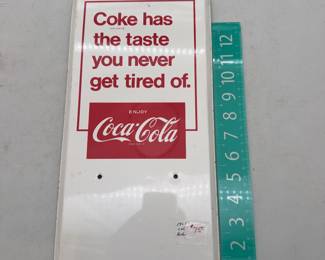 Coke has
the taste
you never
get tired of.
ENJOY
Coca-Cola
12
11
10
9
8
7
6
5
4
3
2